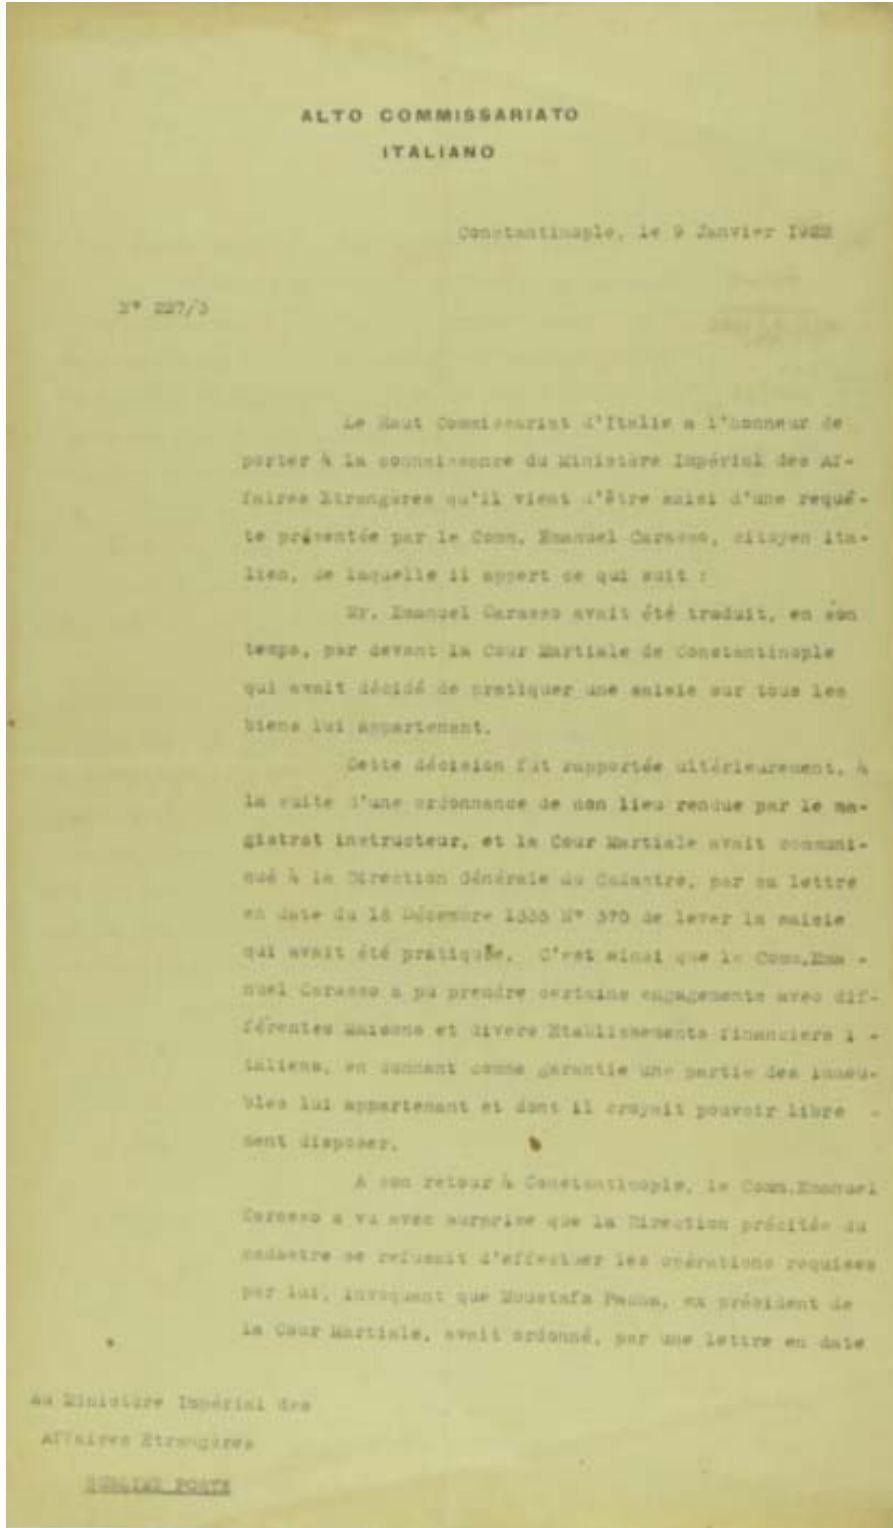 ALTO COMMISSARIATO
ITALIANO
Constantinople, le 9 Janvier 1922
N° 227/3
Le Haut Commissariat d'Italie a l'honneur de
porter à la connaissance du Ministère Impérial des Af-
faires Etrangères qu'il vient d'être saisi d'une requê-
te présentée par le Comm. Emanuel Carasso, citoyen ita-
lien, de laquelle il appert ce qui suit :
Mr. Emanuel Carasso avait été traduit, en son
temps, par devant la Cour Martiale de Constantinople
qui avait décidé de pratiquer une saisie sur tous les
biens lui appartenant.
Cette décision fut rapportée ultérieurement, à
la suite d'une ordonnance de non lieu rendue par le ma-
gistrat instructeur, et la Cour Martiale avait communi-
qué à la Direction Générale du Cadastre, par sa lettre
en date du 18 Décembre 1335 N° 370 de lever la saisie
qui avait été pratiquée. C'est ainsi que le Comm.Ema -
nuel Carasso a pu prendre certains engagements avec dif-
férentes Maisons et divers Etablissements financiers i -
taliens, en donnant comme garantie une partie des immeu-
bles lui appartenant et dont il croyait pouvoir libre -
ment disposer.
A son retour à Constantinople, le Comm.Emanuel
Carasso a vu avec surprise que la Direction précitée du
cadastre se refusait d'effectuer les opérations requises
par lui, invoquant que Moustafa Pacha, ex président de
la Cour Martiale, avait ordonné, par une lettre en date
Au Ministère Impérial des
Affaires Etrangères
SUBLIME PORTE